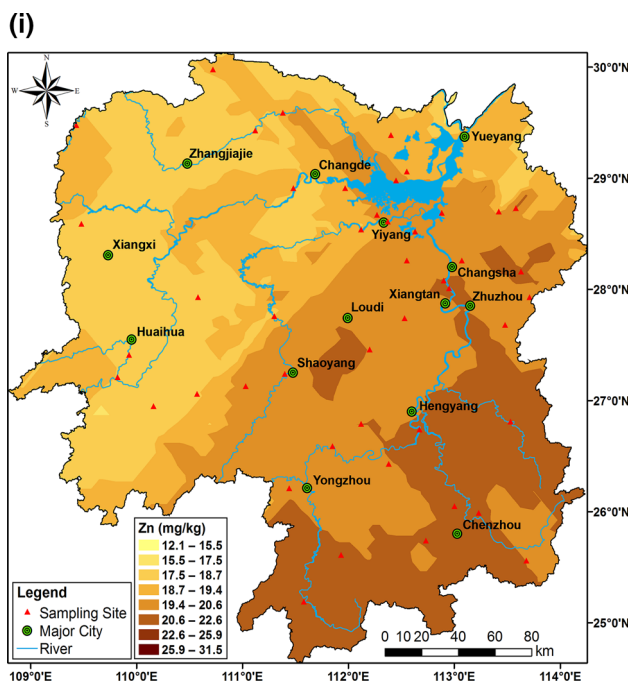 (i)
N
W E
S
30°0'N
29°0'N
28°0'N
27°0'N
26°0'N
25°0'N
Yueyang
Zhangjiajie
Changde
Yiyang
Xiangxi
Changsha
Xiangtan
Zhuzhou
Loudi
Huaihua
Shaoyang
Hengyang
Yongzhou
Chenzhou
Zn (mg/kg)
12.1 – 15.5
15.5 – 17.5
17.5 – 18.7
18.7 – 19.4
19.4 – 20.6
20.6 – 22.6
22.6 – 25.9
25.9 – 31.5
Legend
Sampling Site
Major City
River
0 10 20 40 60 80
km
109°0'E 110°0'E 111°0'E 112°0'E 113°0'E 114°0'E